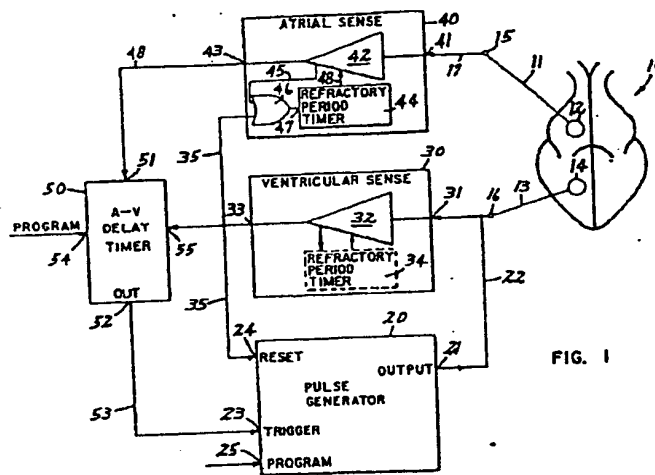 ATRIAL SENSE
40
48
43
42
41
15
17
11
10
12
14
45
46
48
47
REFRACTORY
PERIOD
TIMER
44
35
30
51
50
A-V
DELAY
TIMER
PROGRAM
54
55
OUT
52
VENTRICULAR SENSE
33
32
31
16
13
REFRACTORY
PERIOD
TIMER
34
22
35
20
24
RESET
OUTPUT
21
PULSE
GENERATOR
53
23
TRIGGER
25
PROGRAM
FIG. 1